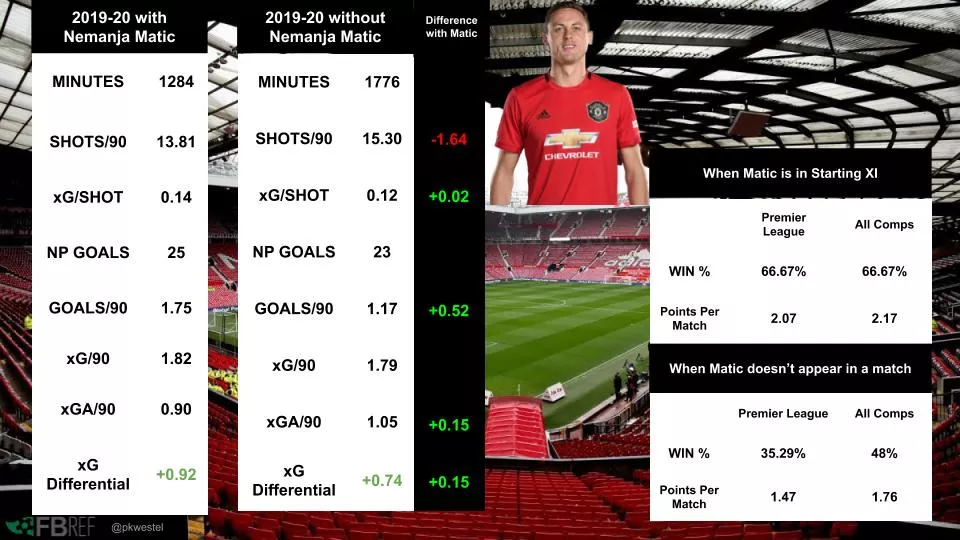 2019-20 with
Nemanja Matic
MINUTES 1284
SHOTS/90 13.81
xG/SHOT 0.14
NP GOALS 25
GOALS/90 1.75
xG/90 1.82
xGA/90 0.90
xG
Differential +0.92
2019-20 without
Nemanja Matic
MINUTES 1776
SHOTS/90 15.30
xG/SHOT 0.12
NP GOALS 23
GOALS/90 1.17
xG/90 1.79
xGA/90 1.05
xG
Differential +0.74
Difference
with Matic
-1.64
+0.02
+0.52
+0.15
+0.15
adidas
CHEVROLET
When Matic is in Starting XI
Premier
League All Comps
WIN % 66.67% 66.67%
Points Per
Match 2.07 2.17
When Matic doesn’t appear in a match
Premier League All Comps
WIN % 35.29% 48%
Points Per
Match 1.47 1.76
FBREF @pkwestel